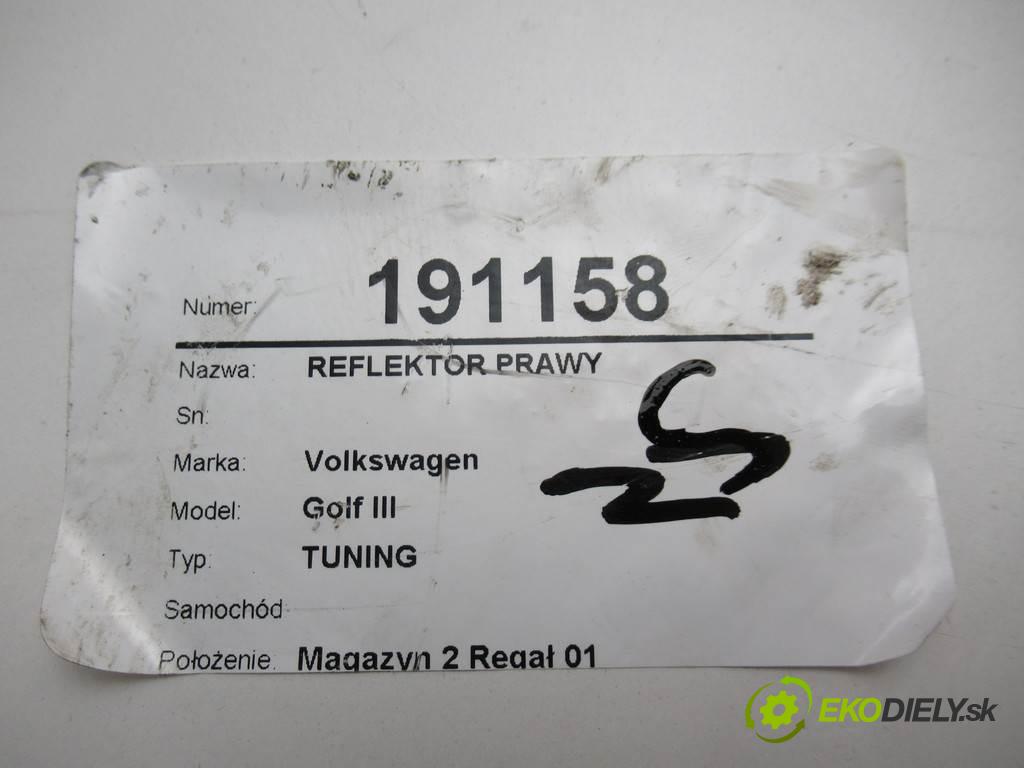 Numer: 191158
Nazwa: REFLEKTOR PRAWY
Sn:
Marka: Volkswagen
Model: Golf III
Typ: TUNING
Samochód
Położenie: Magazyn 2 Regał 01
EKODIELY.sk